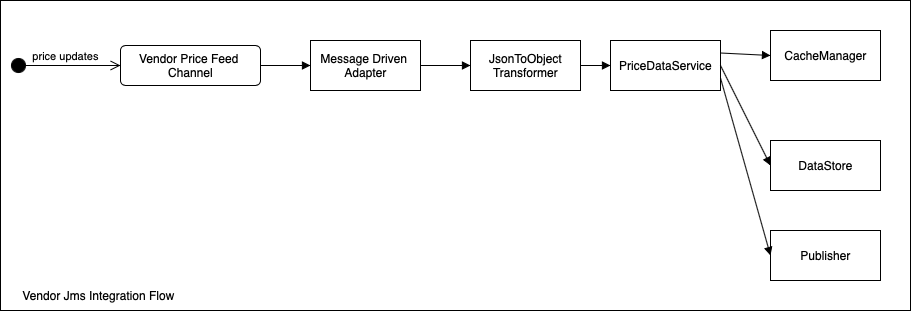 price updates
Vendor Price Feed
Channel
Message Driven
Adapter
JsonToObject
Transformer
PriceDataService
CacheManager
DataStore
Publisher
Vendor Jms Integration Flow